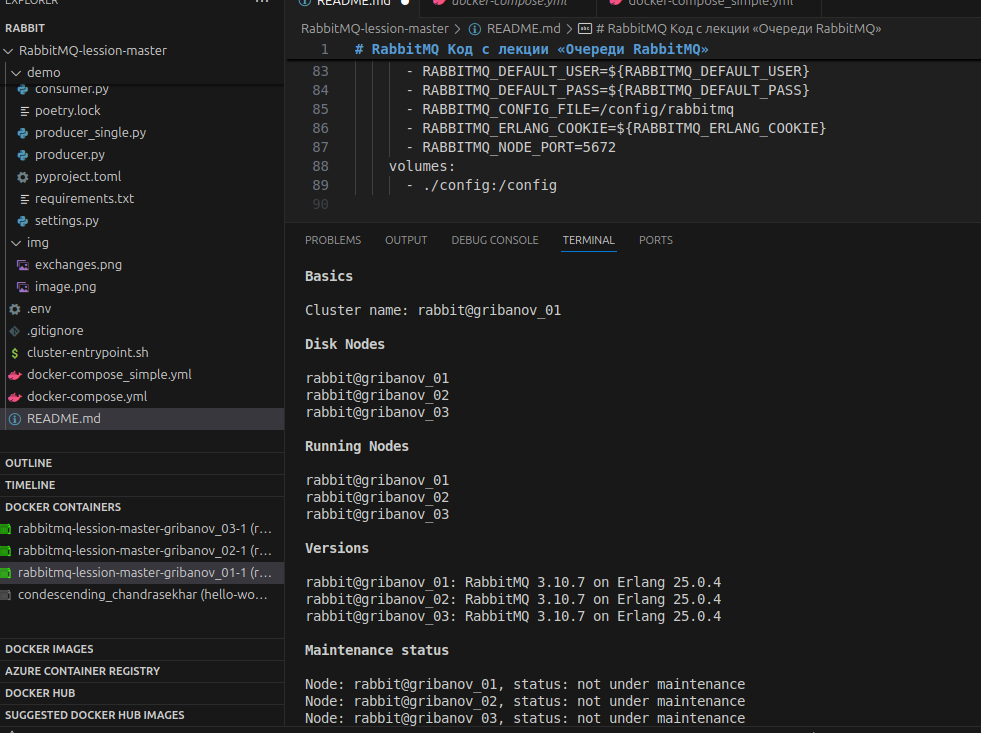 EXPLORER
...
RABBIT
RabbitMQ-lession-master
demo
consumer.py
poetry.lock
producer_single.py
producer.py
pyproject.toml
requirements.txt
settings.py
img
exchanges.png
image.png
.env
.gitignore
cluster-entrypoint.sh
docker-compose_simple.yml
docker-compose.yml
README.md
OUTLINE
TIMELINE
DOCKER CONTAINERS
rabbitmq-lession-master-gribanov_03-1 (r...
rabbitmq-lession-master-gribanov_02-1 (r...
rabbitmq-lession-master-gribanov_01-1 (r...
condescending_chandrasekhar (hello-wo...
DOCKER IMAGES
AZURE CONTAINER REGISTRY
DOCKER HUB
SUGGESTED DOCKER HUB IMAGES
README.md docker-compose.yml docker-compose_simple.yml
RabbitMQ-lession-master > README.md > # RabbitMQ Код с лекции «Очереди RabbitMQ»
1 # RabbitMQ Код с лекции «Очереди RabbitMQ»
83 - RABBITMQ_DEFAULT_USER=${RABBITMQ_DEFAULT_USER}
84 - RABBITMQ_DEFAULT_PASS=${RABBITMQ_DEFAULT_PASS}
85 - RABBITMQ_CONFIG_FILE=/config/rabbitmq
86 - RABBITMQ_ERLANG_COOKIE=${RABBITMQ_ERLANG_COOKIE}
87 - RABBITMQ_NODE_PORT=5672
88 volumes:
89 - ./config:/config
90
PROBLEMS OUTPUT DEBUG CONSOLE TERMINAL PORTS
Basics
Cluster name: rabbit@gribanov_01
Disk Nodes
rabbit@gribanov_01
rabbit@gribanov_02
rabbit@gribanov_03
Running Nodes
rabbit@gribanov_01
rabbit@gribanov_02
rabbit@gribanov_03
Versions
rabbit@gribanov_01: RabbitMQ 3.10.7 on Erlang 25.0.4
rabbit@gribanov_02: RabbitMQ 3.10.7 on Erlang 25.0.4
rabbit@gribanov_03: RabbitMQ 3.10.7 on Erlang 25.0.4
Maintenance status
Node: rabbit@gribanov_01, status: not under maintenance
Node: rabbit@gribanov_02, status: not under maintenance
Node: rabbit@gribanov_03, status: not under maintenance